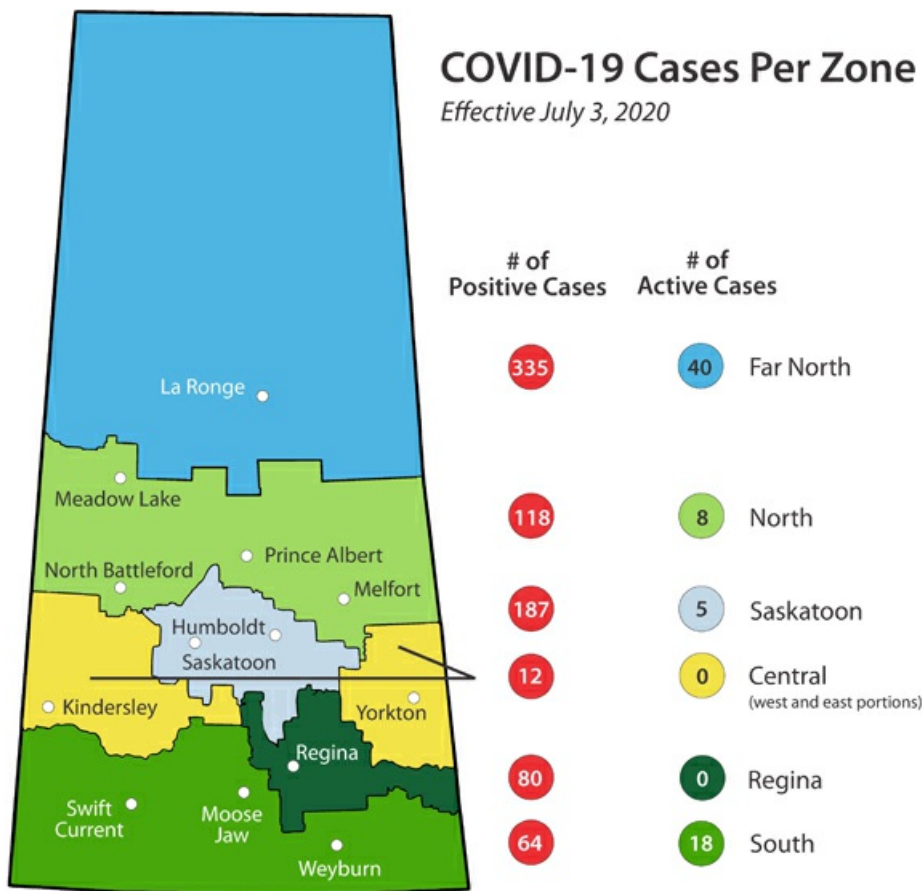 COVID-19 Cases Per Zone
Effective July 3, 2020
# of
Positive Cases
# of
Active Cases
335
40
Far North
118
8
North
187
5
Saskatoon
12
0
Central
(west and east portions)
80
0
Regina
64
18
South
La Ronge
Meadow Lake
Prince Albert
North Battleford
Melfort
Humboldt
Saskatoon
Kindersley
Yorkton
Regina
Swift
Current
Moose
Jaw
Weyburn